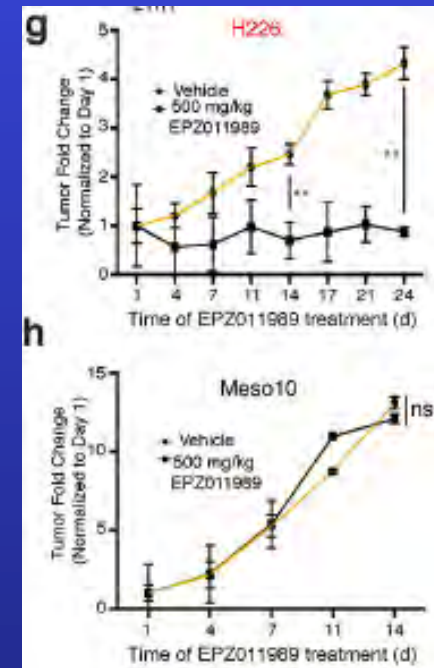 g
H226
5
4
3
2
1
0
Vehicle
500 mg/kg
EPZ011989
**
**
Tumor Fold Change
(Normalized to Day 1)
1 4 7 11 14 17 21 24
Time of EPZ011989 treatment (d)
h
Meso10
15
10
5
0
Vehicle
500 mg/kg
EPZ011989
ns
Tumor Fold Change
(Normalized to Day 1)
1 4 7 11 14
Time of EPZ011989 treatment (d)